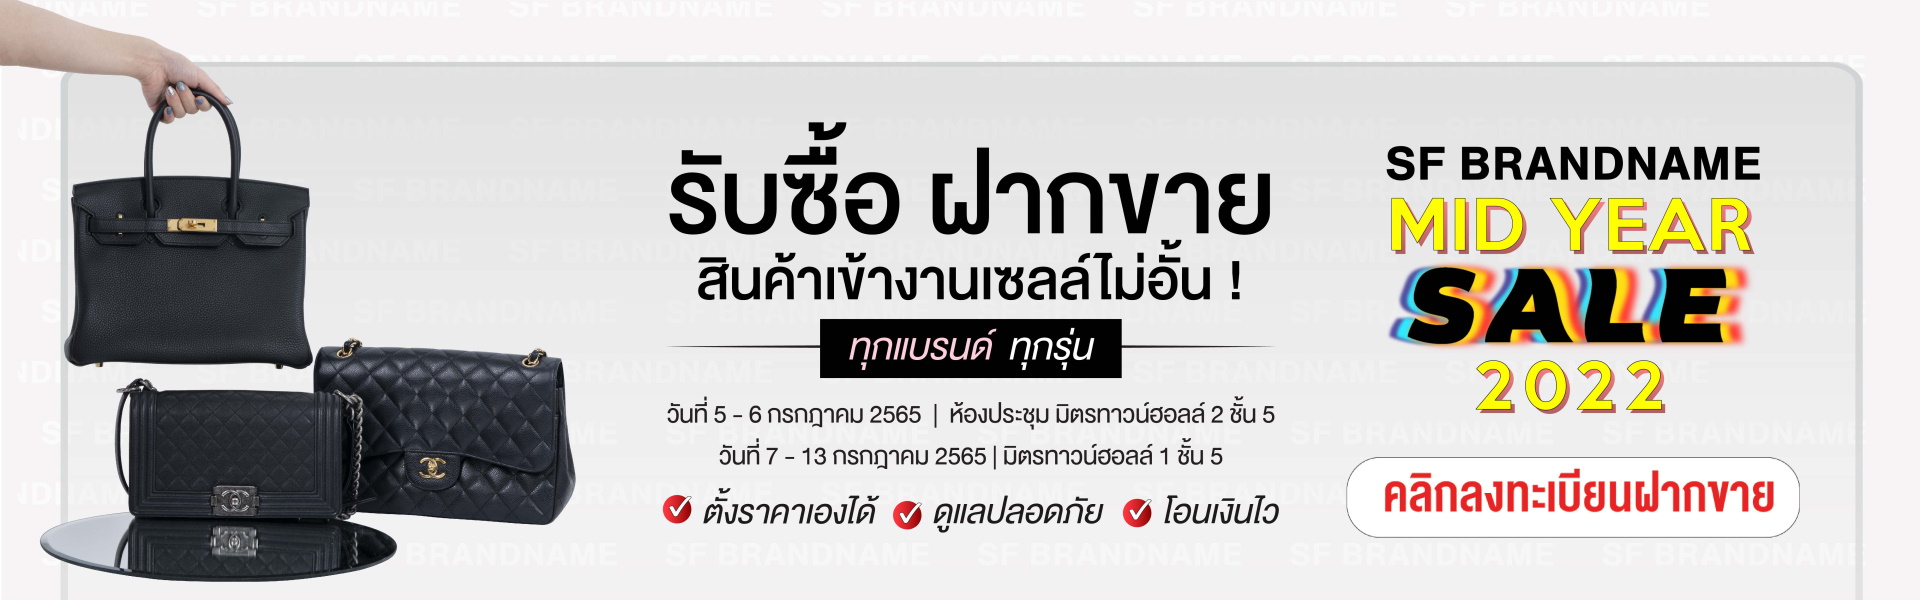 รับซื้อ ฝากขาย
สินค้าเข้างานเซลล์ไม่อั้น !
ทุกแบรนด์ ทุกรุ่น
วันที่ 5 - 6 กรกฎาคม 2565 | ห้องประชุม มิตรทาวน์ฮอลล์ 2 ชั้น 5
วันที่ 7 - 13 กรกฎาคม 2565 | มิตรทาวน์ฮอลล์ 1 ชั้น 5
ตั้งราคาเองได้ ดูแลปลอดภัย โอนเงินไว
SF BRANDNAME
MID YEAR
SALE
2022
คลิกลงทะเบียนฝากขาย